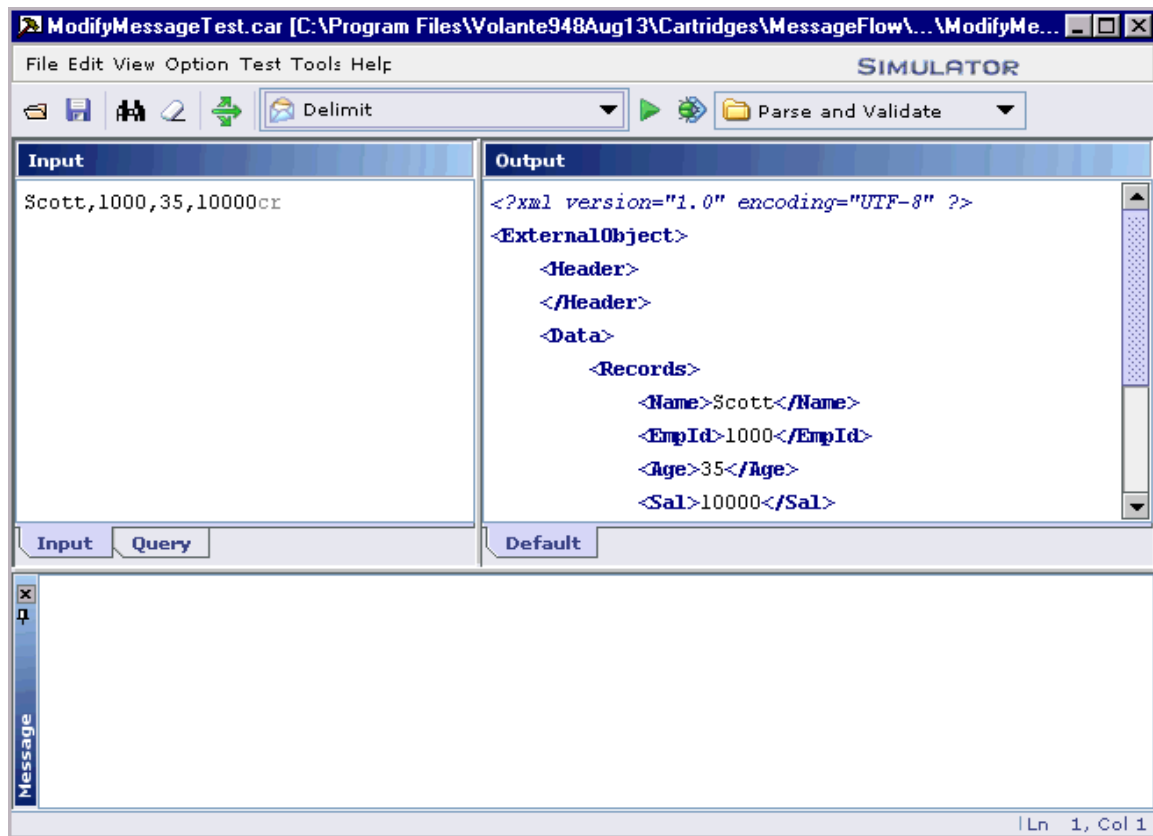 ModifyMessageTest.car [C:\Program Files\Volante948Aug13\Cartridges\MessageFlow\...\ModifyMe...
File Edit View Option Test Tools Help
SIMULATOR
Delimit
Parse and Validate
Input
Scott,1000,35,10000cr
Input
Query
Output
<?xml version="1.0" encoding="UTF-8" ?>
<ExternalObject>
<Header>
</Header>
<Data>
<Records>
<Name>Scott</Name>
<EmpId>1000</EmpId>
<Age>35</Age>
<Sal>10000</Sal>
Default
Message
Ln 1, Col 1